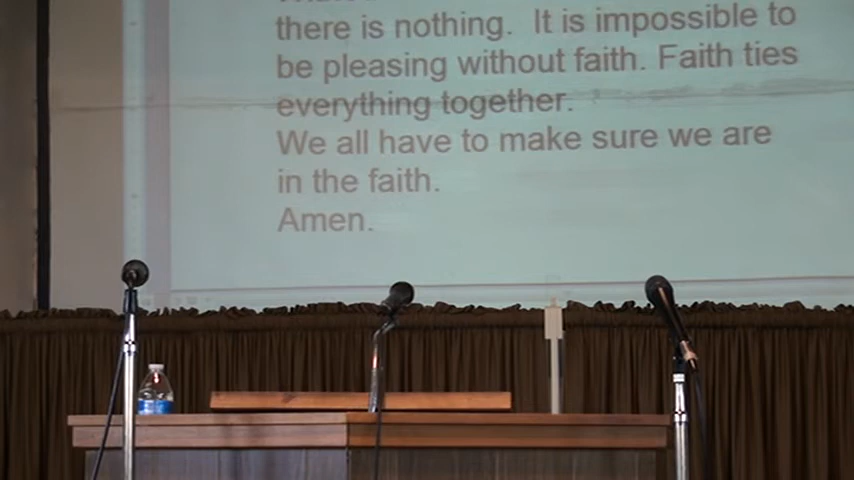 there is nothing. It is impossible to
be pleasing without faith. Faith ties
everything together.
We all have to make sure we are
in the faith.
Amen.